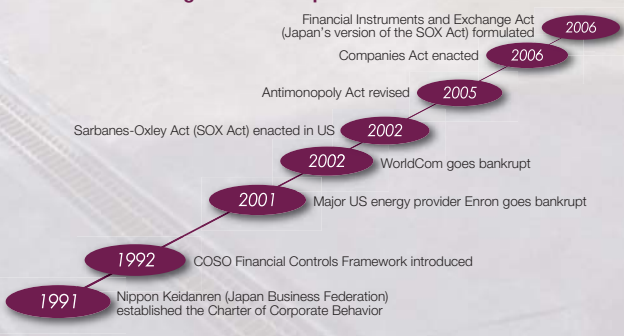 Financial Instruments and Exchange Act
(Japan's version of the SOX Act) formulated
2006
Companies Act enacted
2006
Antimonopoly Act revised
2005
Sarbanes-Oxley Act (SOX Act) enacted in US
2002
2002
WorldCom goes bankrupt
2001
Major US energy provider Enron goes bankrupt
1992
COSO Financial Controls Framework introduced
1991
Nippon Keidanren (Japan Business Federation)
established the Charter of Corporate Behavior